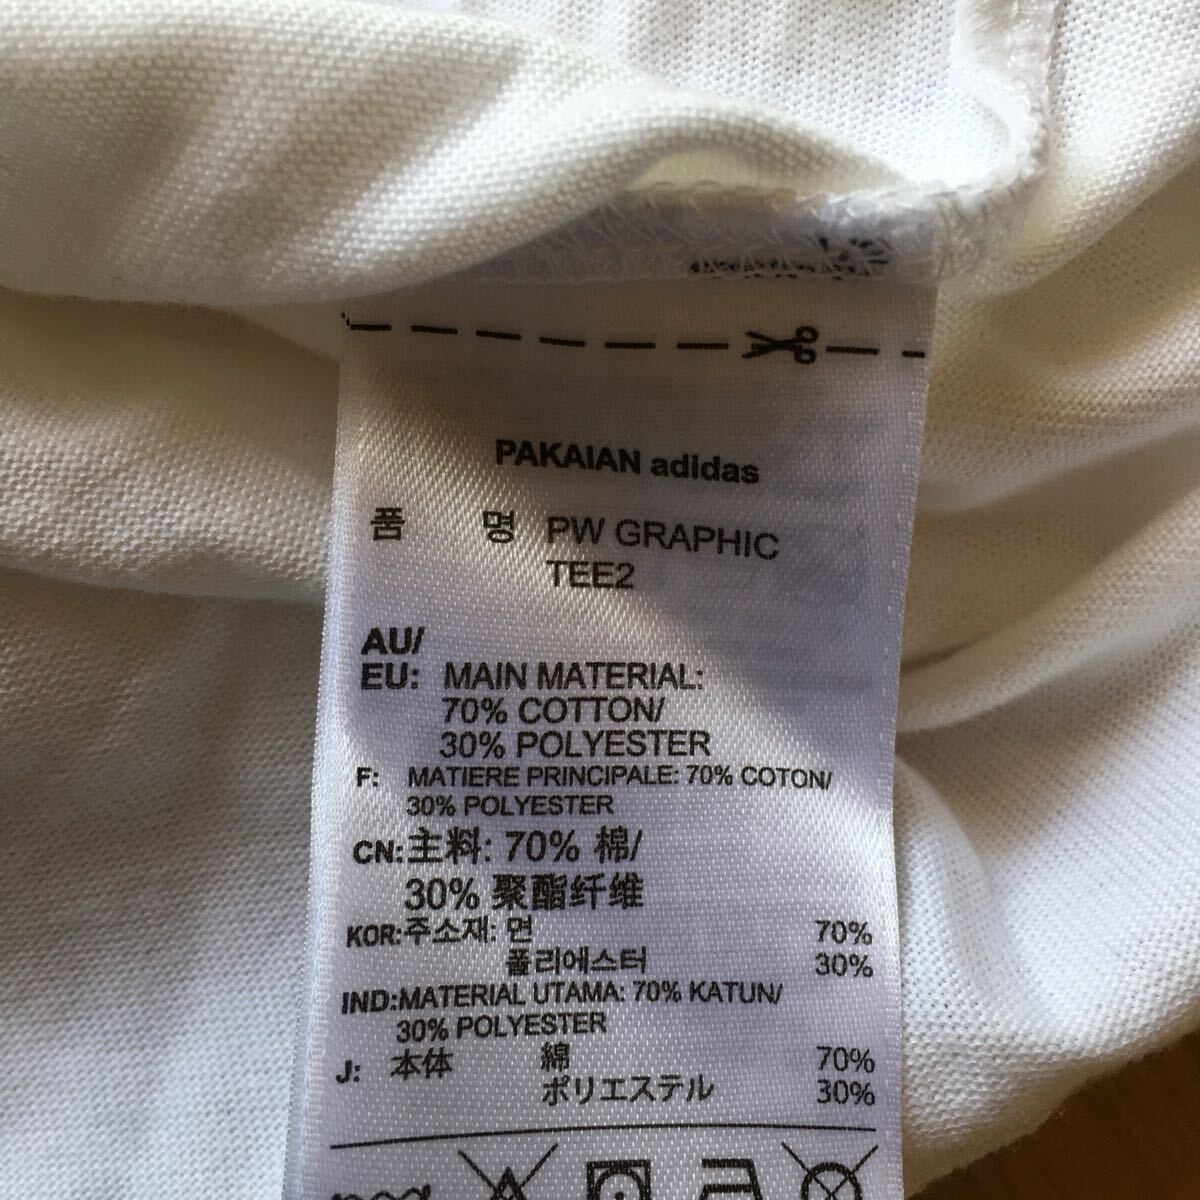 PAKAIAN adidas
품 명 PW GRAPHIC
TEE2
AU/
EU: MAIN MATERIAL:
70% COTTON/
30% POLYESTER
F: MATIERE PRINCIPALE: 70% COTON/
30% POLYESTER
CN:主料: 70% 棉/
30% 聚酯纤维
KOR:주소재: 면 70%
폴리에스터 30%
IND:MATERIAL UTAMA: 70% KATUN/
30% POLYESTER
J: 本体 綿 70%
ポリエステル 30%